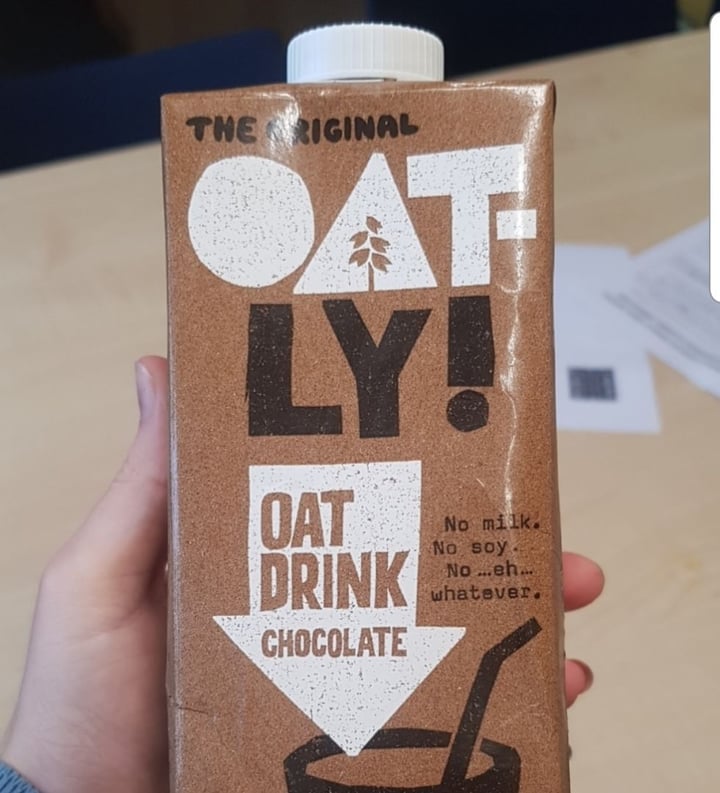 THE ORIGINAL
OAT-
LY!
OAT
DRINK
CHOCOLATE
No milk.
No soy.
No …eh…
whatever.